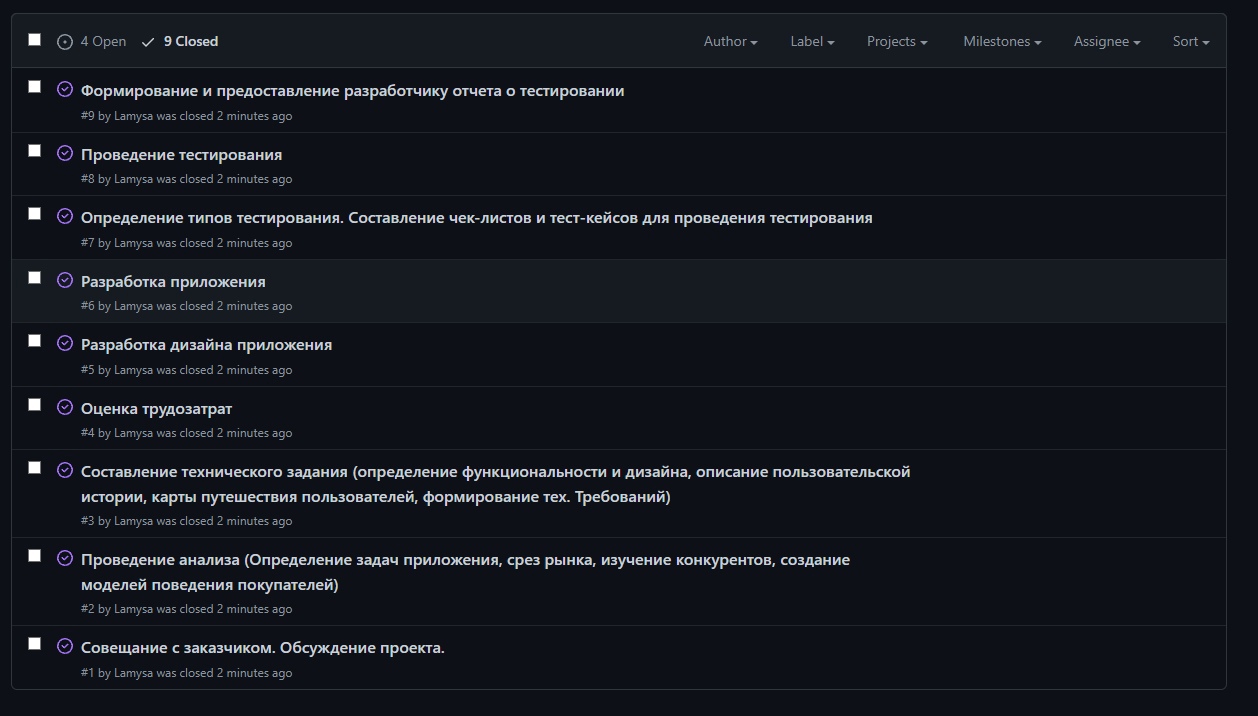 4 Open 9 Closed Author Label Projects Milestones Assignee Sort
Формирование и предоставление разработчику отчета о тестировании
#9 by Lamysa was closed 2 minutes ago
Проведение тестирования
#8 by Lamysa was closed 2 minutes ago
Определение типов тестирования. Составление чек-листов и тест-кейсов для проведения тестирования
#7 by Lamysa was closed 2 minutes ago
Разработка приложения
#6 by Lamysa was closed 2 minutes ago
Разработка дизайна приложения
#5 by Lamysa was closed 2 minutes ago
Оценка трудозатрат
#4 by Lamysa was closed 2 minutes ago
Составление технического задания (определение функциональности и дизайна, описание пользовательской
истории, карты путешествия пользователей, формирование тех. Требований)
#3 by Lamysa was closed 2 minutes ago
Проведение анализа (Определение задач приложения, срез рынка, изучение конкурентов, создание
моделей поведения покупателей)
#2 by Lamysa was closed 2 minutes ago
Совещание с заказчиком. Обсуждение проекта.
#1 by Lamysa was closed 2 minutes ago